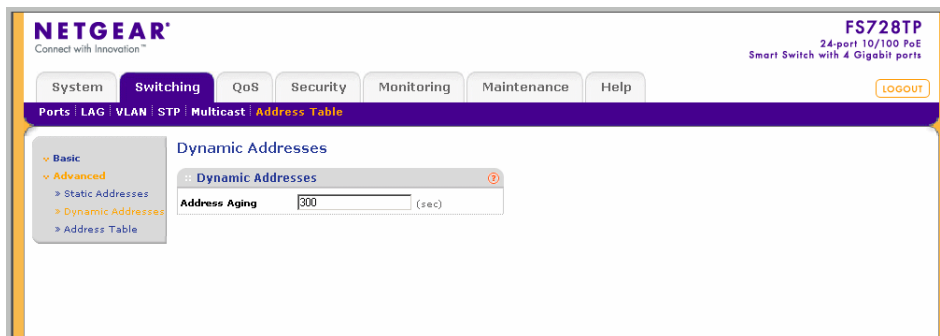 NETGEAR®
Connect with Innovation™
FS728TP
24-port 10/100 PoE
Smart Switch with 4 Gigabit ports
System Switching QoS Security Monitoring Maintenance Help LOGOUT
Ports LAG VLAN STP Multicast Address Table
Basic
Advanced
» Static Addresses
» Dynamic Addresses
» Address Table
Dynamic Addresses
Dynamic Addresses ?
Address Aging 300 (sec)